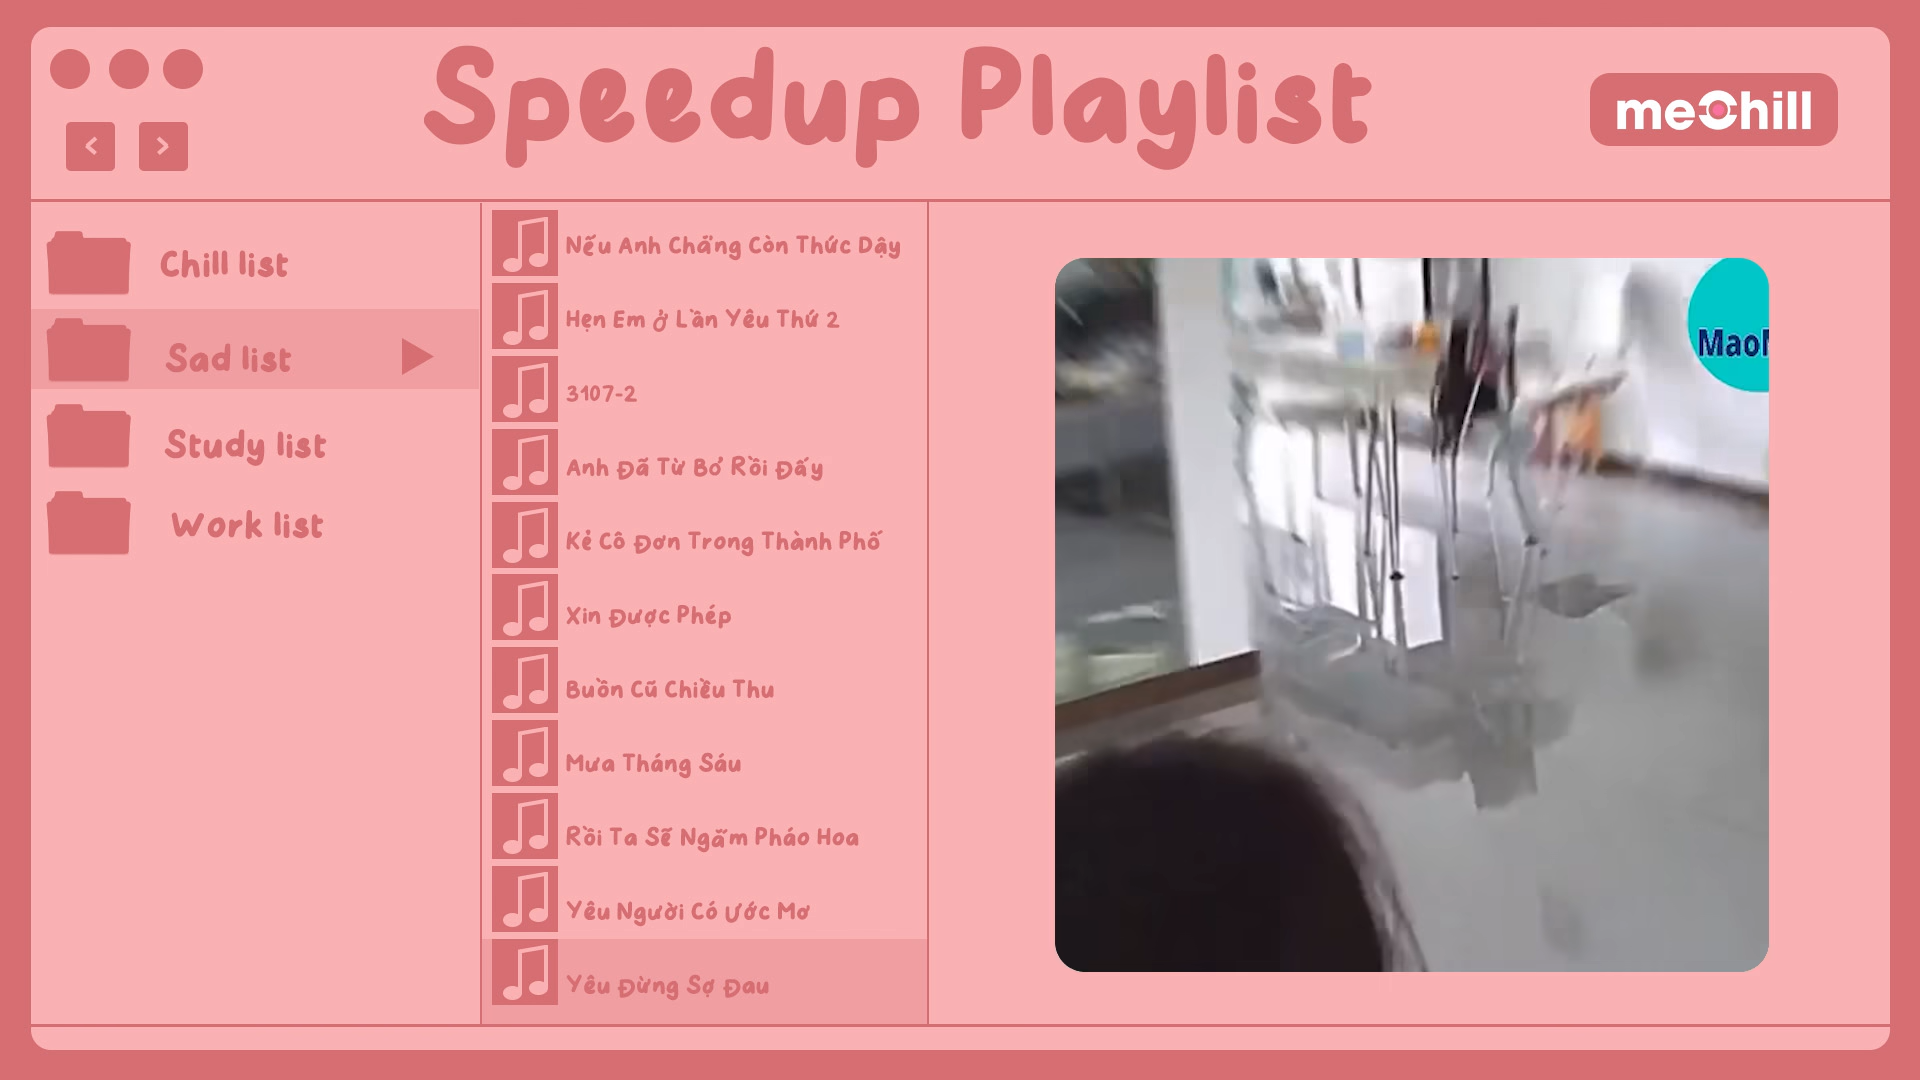 Speedup Playlist
mechill
Chill list
Sad list
Study list
Work list
Nếu Anh Chẳng Còn Thức Dậy
Hẹn Em ở Lần Yêu Thứ 2
3107-2
Anh Đã Từ Bỏ Rồi Đấy
Kẻ Cô Đơn Trong Thành Phố
Xin Được Phép
Buồn Cũ Chiều Thu
Mưa Tháng Sáu
Rồi Ta Sẽ Ngắm Pháo Hoa
Yêu Người Có Ước Mơ
Yêu Đừng Sợ Đau